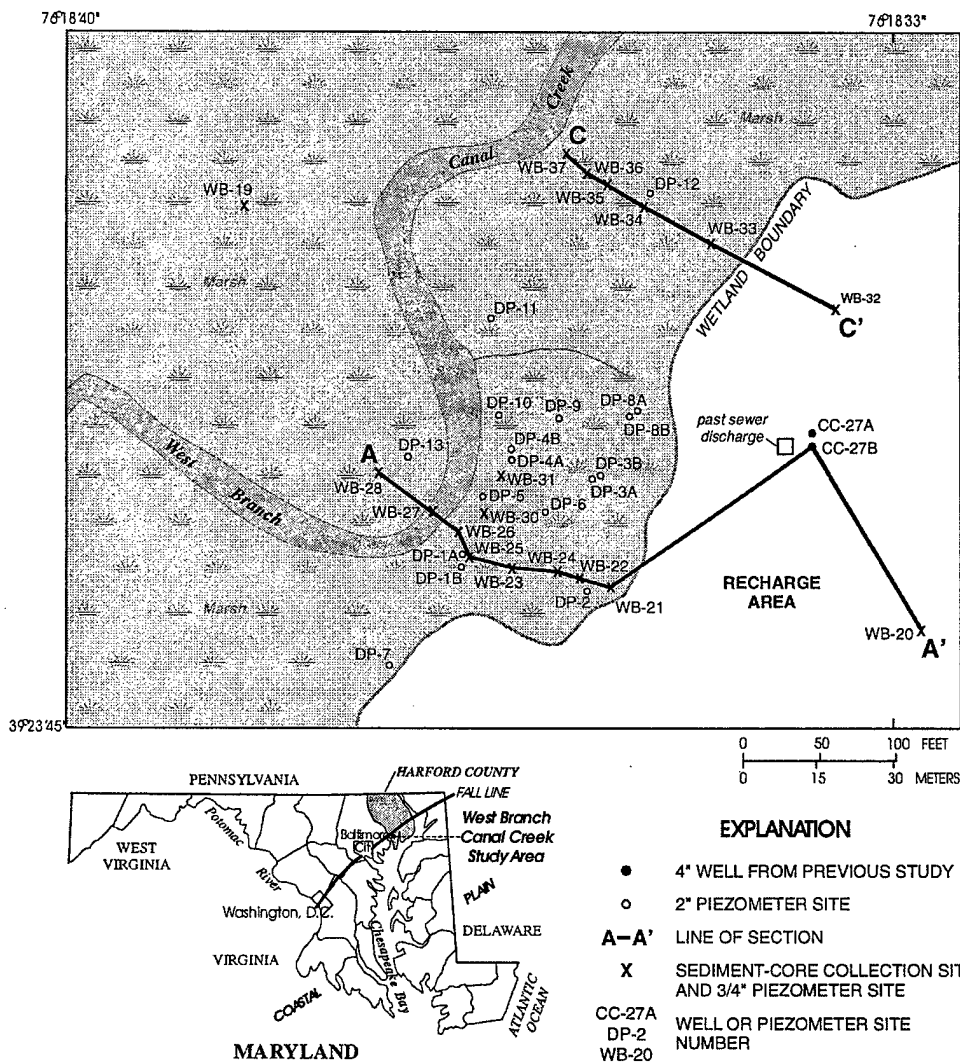 76°18'40"
76°18'33"
Creek
Canal
C
Marsh
WB-37
WB-36
DP-12
WB-19
WB-35
WB-34
WB-33
WETLAND BOUNDARY
Marsh
WB-32
C'
DP-11
DP-10
DP-9
DP-8A
DP-8B
past sewer
discharge
CC-27A
CC-27B
DP-4B
DP-13
A
DP-4A
DP-3B
West
WB-31
DP-3A
WB-28
DP-5
Branch
WB-27
WB-30
DP-6
WB-26
DP-1A
WB-25
WB-24
WB-22
DP-1B
WB-23
DP-2
WB-21
RECHARGE
AREA
Marsh
WB-20
A'
DP-7
39°23'45
0 50 100 FEET
0 15 30 METERS
PENNSYLVANIA
HARFORD COUNTY
FALL LINE
Potomac
River
Baltimore
City
West Branch
Canal Creek
Study Area
WEST
VIRGINIA
Washington, D.C.
PLAIN
DELAWARE
VIRGINIA
Chesapeake Bay
COASTAL
ATLANTIC
OCEAN
MARYLAND
EXPLANATION
4" WELL FROM PREVIOUS STUDY
2" PIEZOMETER SITE
A–A' LINE OF SECTION
X SEDIMENT-CORE COLLECTION SIT
AND 3/4" PIEZOMETER SITE
CC-27A
DP-2
WB-20
WELL OR PIEZOMETER SITE
NUMBER